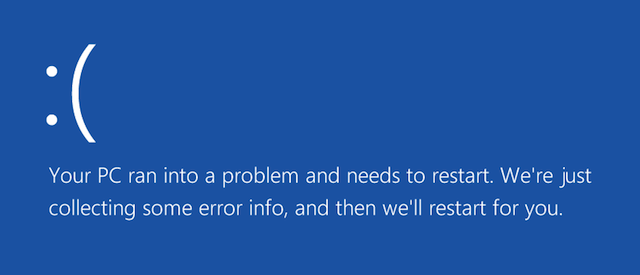 :(
Your PC ran into a problem and needs to restart. We're just
collecting some error info, and then we'll restart for you.